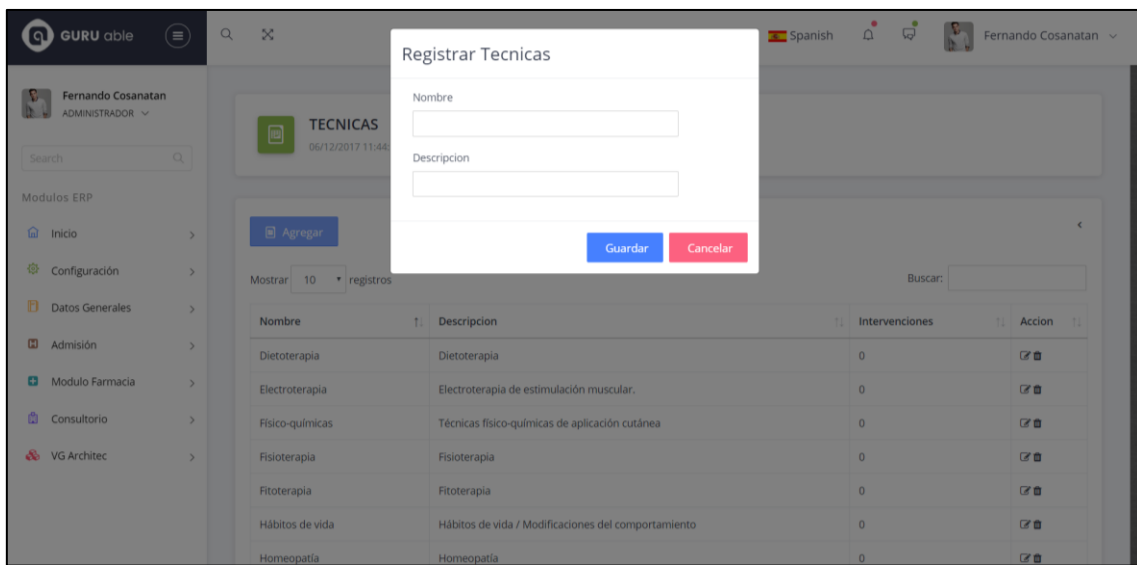 GURU able
Spanish
Fernando Cosanatan
Fernando Cosanatan
ADMINISTRADOR
Search
Modulos ERP
Inicio
Configuración
Datos Generales
Admisión
Modulo Farmacia
Consultorio
VG Architec
TECNICAS
06/12/2017 11:44:
Registrar Tecnicas
Nombre
Descripcion
Guardar Cancelar
Agregar
Mostrar 10 registros
Buscar:
Nombre Descripcion Intervenciones Accion
Dietoterapia Dietoterapia 0
Electroterapia Electroterapia de estimulación muscular. 0
Físico-químicas Técnicas físico-químicas de aplicación cutánea 0
Fisioterapia Fisioterapia 0
Fitoterapia Fitoterapia 0
Hábitos de vida Hábitos de vida / Modificaciones del comportamiento 0
Homeopatía Homeopatía 0